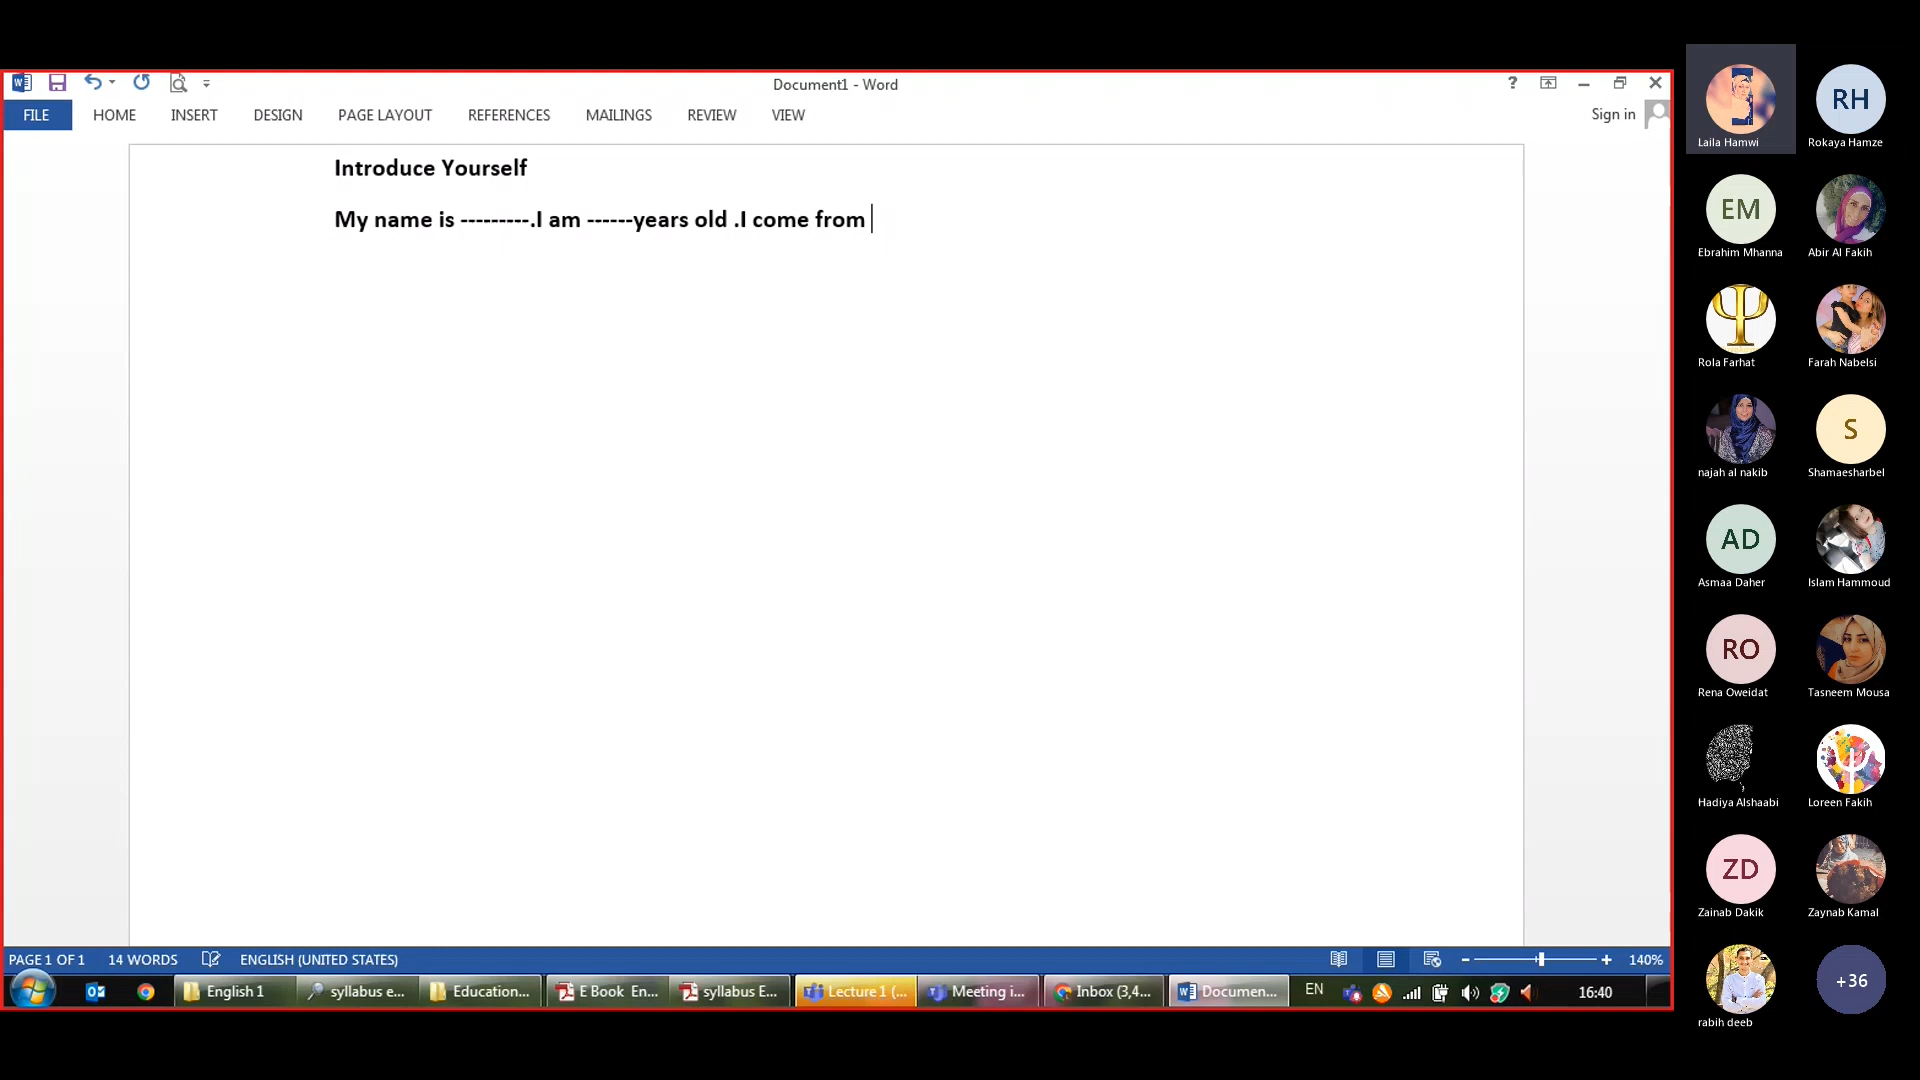 Document1 - Word
?
FILE HOME INSERT DESIGN PAGE LAYOUT REFERENCES MAILINGS REVIEW VIEW
Sign in
Introduce Yourself
My name is ---------.I am ------years old .I come from
PAGE 1 OF 1 14 WORDS ENGLISH (UNITED STATES)
140%
English 1 syllabus e... Education... E Book En... syllabus E... Lecture 1 (... Meeting i... Inbox (3,4... Documen... EN 16:40
Laila Hamwi
RH
Rokaya Hamze
EM
Ebrahim Mhanna
Abir Al Fakih
Rola Farhat
Farah Nabelsi
najah al nakib
S
Shamaesharbel
AD
Asmaa Daher
Islam Hammoud
RO
Rena Oweidat
Tasneem Mousa
Hadiya Alshaabi
Loreen Fakih
ZD
Zainab Dakik
Zaynab Kamal
rabih deeb
+36